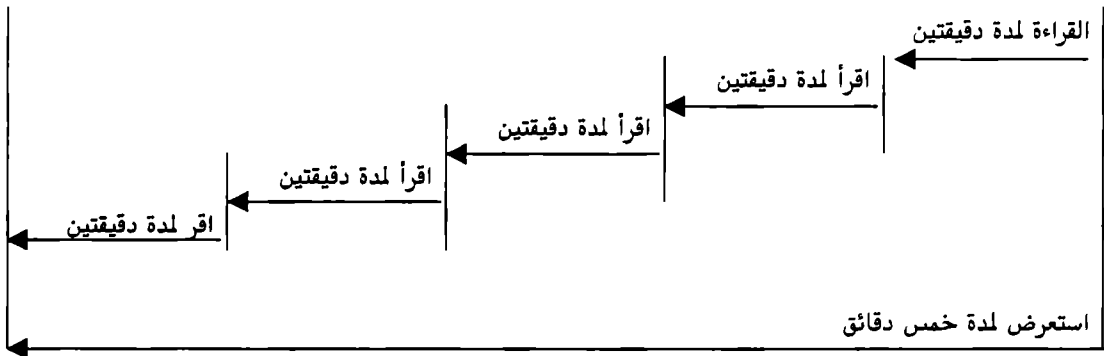 القراءة لمدة دقيقتين
اقرأ لمدة دقيقتين
اقرأ لمدة دقيقتين
اقرأ لمدة دقيقتين
اقر لمدة دقيقتين
استعرض لمدة خمس دقائق